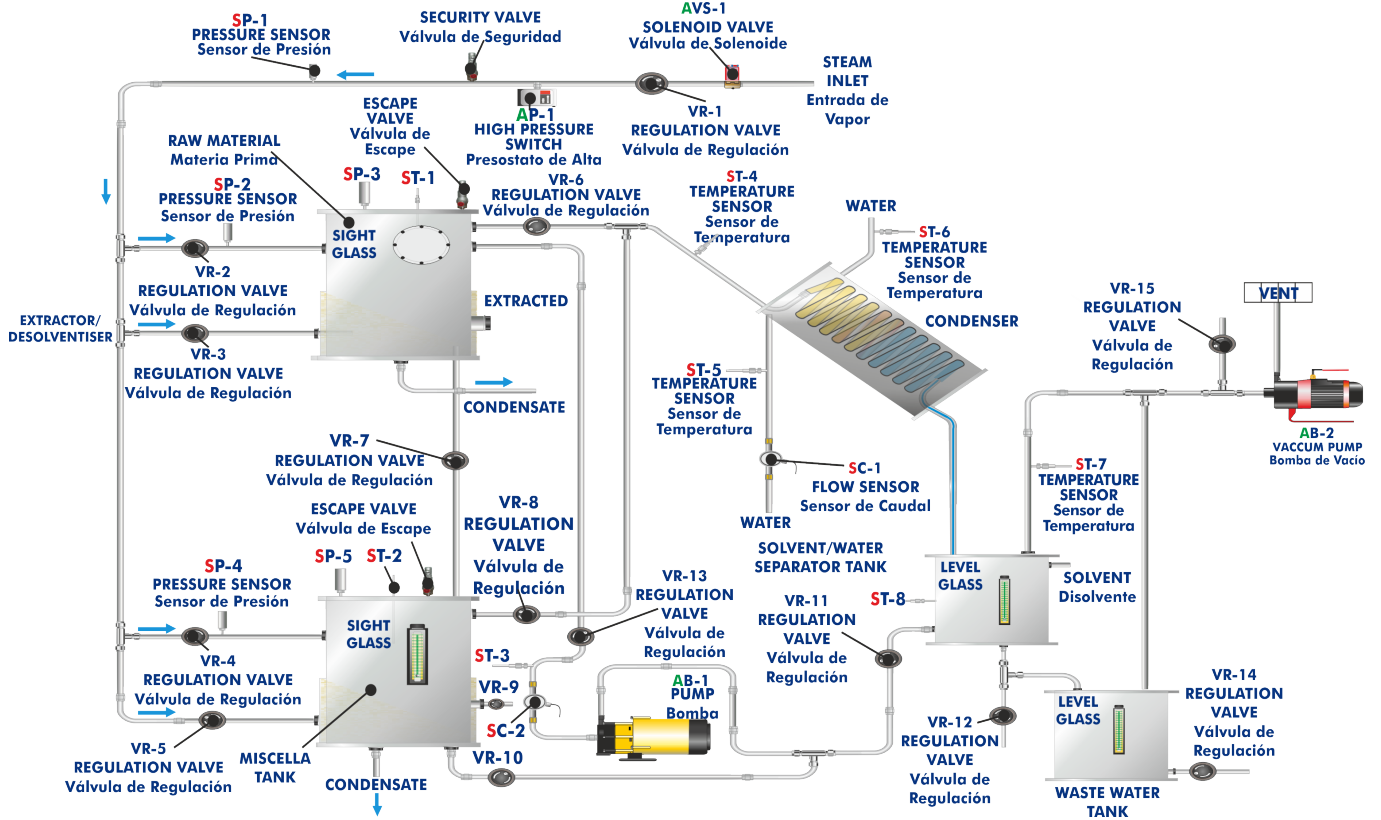 SP-1
PRESSURE SENSOR
Sensor de Presión
SECURITY VALVE
Válvula de Seguridad
AVS-1
SOLENOID VALVE
Válvula de Solenoide
STEAM
INLET
Entrada de
Vapor
AP-1
HIGH PRESSURE
SWITCH
Presostato de Alta
VR-1
REGULATION VALVE
Válvula de Regulación
ESCAPE
VALVE
Válvula de
Escape
RAW MATERIAL
Materia Prima
SP-2
PRESSURE SENSOR
Sensor de Presión
SP-3
ST-1
VR-6
REGULATION VALVE
Válvula de Regulación
ST-4
TEMPERATURE
SENSOR
Sensor de
Temperatura
WATER
ST-6
TEMPERATURE
SENSOR
Sensor de
Temperatura
SIGHT
GLASS
VR-2
REGULATION VALVE
Válvula de Regulación
EXTRACTED
EXTRACTOR/
DESOLVENTISER
VR-3
REGULATION VALVE
Válvula de Regulación
CONDENSATE
CONDENSER
VR-15
REGULATION
VALVE
Válvula de
Regulación
VENT
AB-2
VACCUM PUMP
Bomba de Vacío
ST-5
TEMPERATURE
SENSOR
Sensor de
Temperatura
VR-7
REGULATION VALVE
Válvula de Regulación
SC-1
FLOW SENSOR
Sensor de Caudal
WATER
ST-7
TEMPERATURE
SENSOR
Sensor de
Temperatura
ESCAPE VALVE
Válvula de Escape
VR-8
REGULATION
VALVE
Válvula de
Regulación
SP-5
ST-2
SP-4
PRESSURE SENSOR
Sensor de Presión
SOLVENT/WATER
SEPARATOR TANK
LEVEL
GLASS
SOLVENT
Disolvente
VR-13
REGULATION
VALVE
Válvula de
Regulación
VR-11
REGULATION
VALVE
Válvula de
Regulación
ST-8
SIGHT
GLASS
VR-4
REGULATION VALVE
Válvula de Regulación
ST-3
VR-9
SC-2
AB-1
PUMP
Bomba
VR-10
VR-5
REGULATION VALVE
Válvula de Regulación
MISCELLA
TANK
CONDENSATE
VR-12
REGULATION
VALVE
Válvula de
Regulación
LEVEL
GLASS
VR-14
REGULATION
VALVE
Válvula de
Regulación
WASTE WATER
TANK